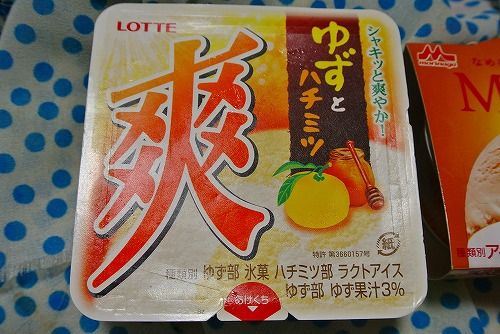 LOTTE
爽
ゆずと
ハチミツ
シャキッと爽やか!
特許 第3660157号
紙
種類別 ゆず部 氷菓 ハチミツ部 ラクトアイス
ゆず部 ゆず果汁3%
あけくち
morinaga
なめ
M
種類別 ア